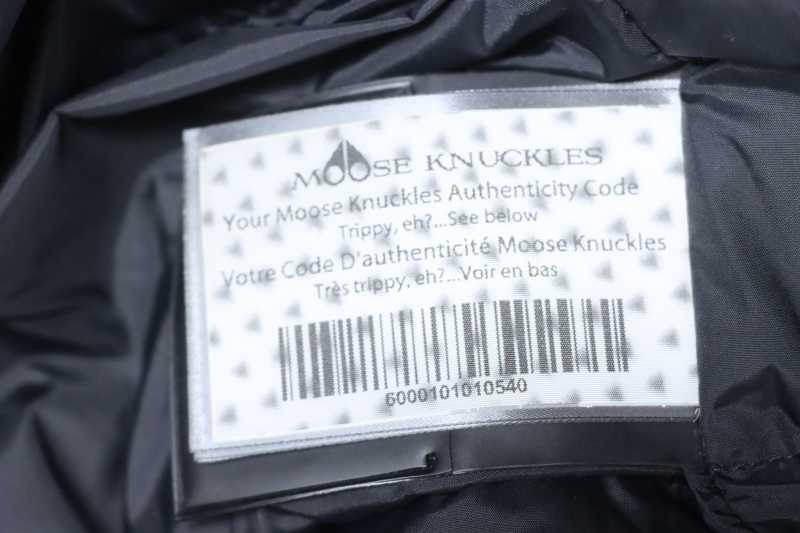 MOOSE KNUCKLES
Your Moose Knuckles Authenticity Code
Trippy, eh?...See below
Votre Code D'authenticité Moose Knuckles
Très trippy, eh?...Voir en bas
6000101010540